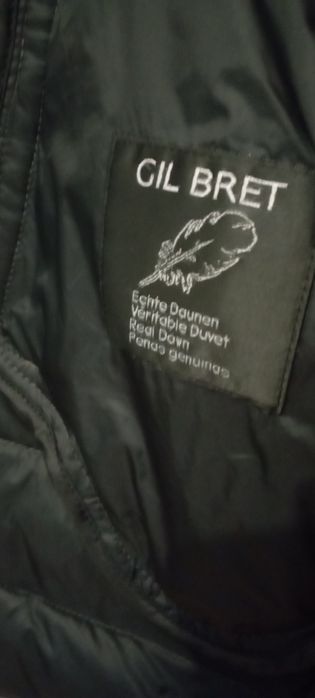 GIL BRET
Echte Daunen
Véritable Duvet
Real Down
Penas genuinas